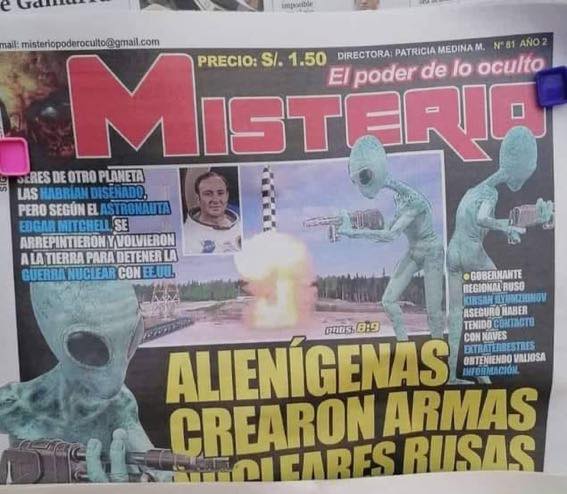 e Gamarra
imponible
mail: misteriopoderoculto@gmail.com
PRECIO: S/. 1.50
DIRECTORA: PATRICIA MEDINA M. N° 81 AÑO 2
El poder de lo oculto
MISTERIO
SERES DE OTRO PLANETA
LAS HABRÍAN DISEÑADO,
PERO SEGÚN EL ASTRONAUTA
EDGAR MITCHELL, SE
ARREPINTIERON Y VOLVIERON
A LA TIERRA PARA DETENER LA
GUERRA NUCLEAR CON EE.UU.
GOBERNANTE
REGIONAL RUSO
KIRSAN ILYUMZHINOV
ASEGURÓ HABER
TENIDO CONTACTO
CON NAVES
EXTRATERRESTRES
OBTENIENDO VALIOSA
INFORMACIÓN.
PÁGS. 8:9
ALIENÍGENAS
CREARON ARMAS
NUCLEARES RUSAS